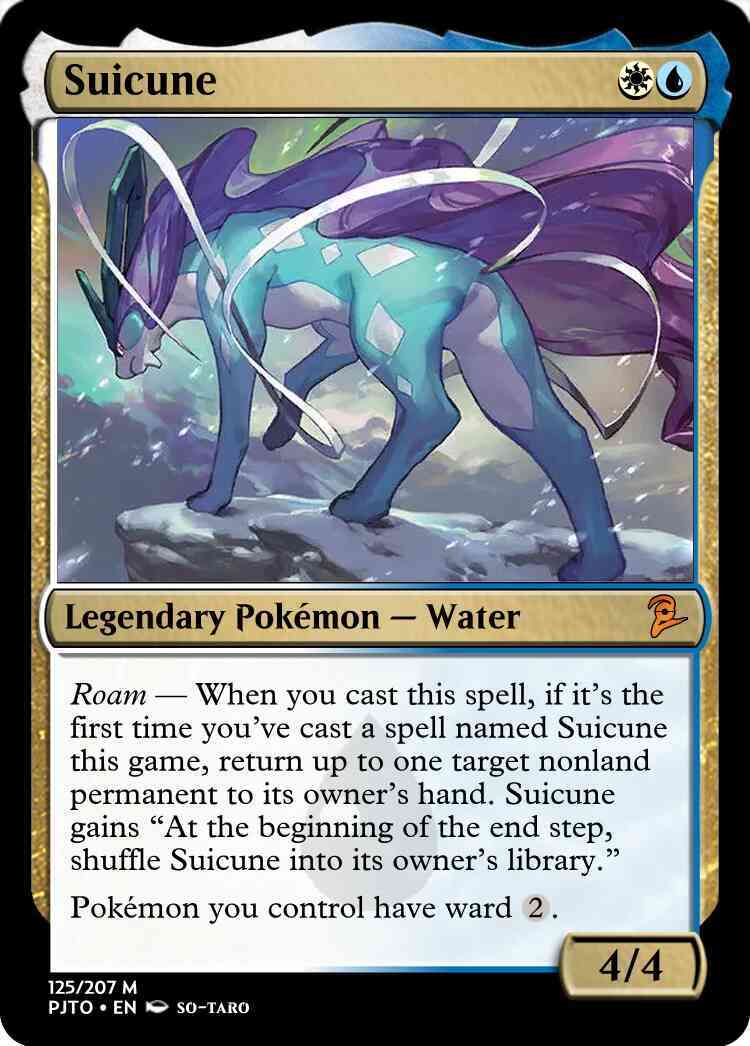 Suicune
Legendary Pokémon — Water
Roam — When you cast this spell, if it's the
first time you've cast a spell named Suicune
this game, return up to one target nonland
permanent to its owner's hand. Suicune
gains “At the beginning of the end step,
shuffle Suicune into its owner's library.”
Pokémon you control have ward 2.
4/4
125/207 M
PJTO • EN SO-TARO